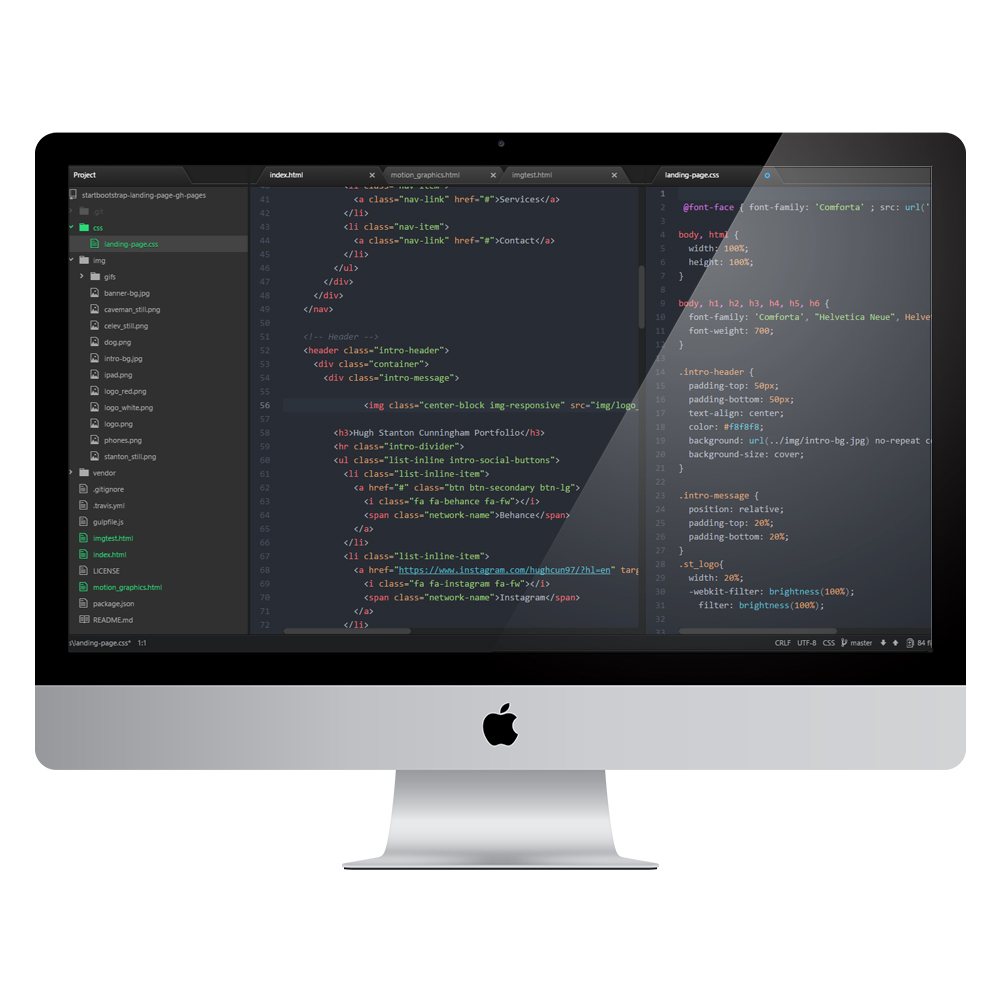 Project
startbootstrap-landing-page-gh-pages
.git
css
landing-page.css
img
gifs
banner-bg.jpg
caveman_still.png
celev_still.png
dog.png
intro-bg.jpg
ipad.png
logo_red.png
logo_white.png
logo.png
phones.png
stanton_still.png
vendor
.gitignore
.travis.yml
gulpfile.js
imgtest.html
index.html
LICENSE
motion_graphics.html
package.json
README.md
index.html motion_graphics.html imgtest.html
41 <a class="nav-link" href="#">Services</a>
42 </li>
43 <li class="nav-item">
44 <a class="nav-link" href="#">Contact</a>
45 </li>
46 </ul>
47 </div>
48 </div>
49 </nav>
50
51 <!-- Header -->
52 <header class="intro-header">
53 <div class="container">
54 <div class="intro-message">
55
56 <img class="center-block img-responsive" src="img/logo_
57
58 <h3>Hugh Stanton Cunningham Portfolio</h3>
59 <hr class="intro-divider">
60 <ul class="list-inline intro-social-buttons">
61 <li class="list-inline-item">
62 <a href="#" class="btn btn-secondary btn-lg">
63 <i class="fa fa-behance fa-fw"></i>
64 <span class="network-name">Behance</span>
65 </a>
66 </li>
67 <li class="list-inline-item">
68 <a href="https://www.instagram.com/hughcun97/?hl=en" targ
69 <i class="fa fa-instagram fa-fw"></i>
70 <span class="network-name">Instagram</span>
71 </a>
72 </li>
landing-page.css
1
2 @font-face { font-family: 'Comforta' ; src: url('
3
4 body, html {
5 width: 100%;
6 height: 100%;
7 }
8
9 body, h1, h2, h3, h4, h5, h6 {
10 font-family: 'Comforta', "Helvetica Neue", Helve
11 font-weight: 700;
12 }
13
14 .intro-header {
15 padding-top: 50px;
16 padding-bottom: 50px;
17 text-align: center;
18 color: #f8f8f8;
19 background: url(../img/intro-bg.jpg) no-repeat c
20 background-size: cover;
21 }
22
23 .intro-message {
24 position: relative;
25 padding-top: 20%;
26 padding-bottom: 20%;
27 }
28 .st_logo{
29 width: 20%;
30 -webkit-filter: brightness(100%);
31 filter: brightness(100%);
32
33
s\landing-page.css* 1:1
CRLF UTF-8 CSS master 84 fi